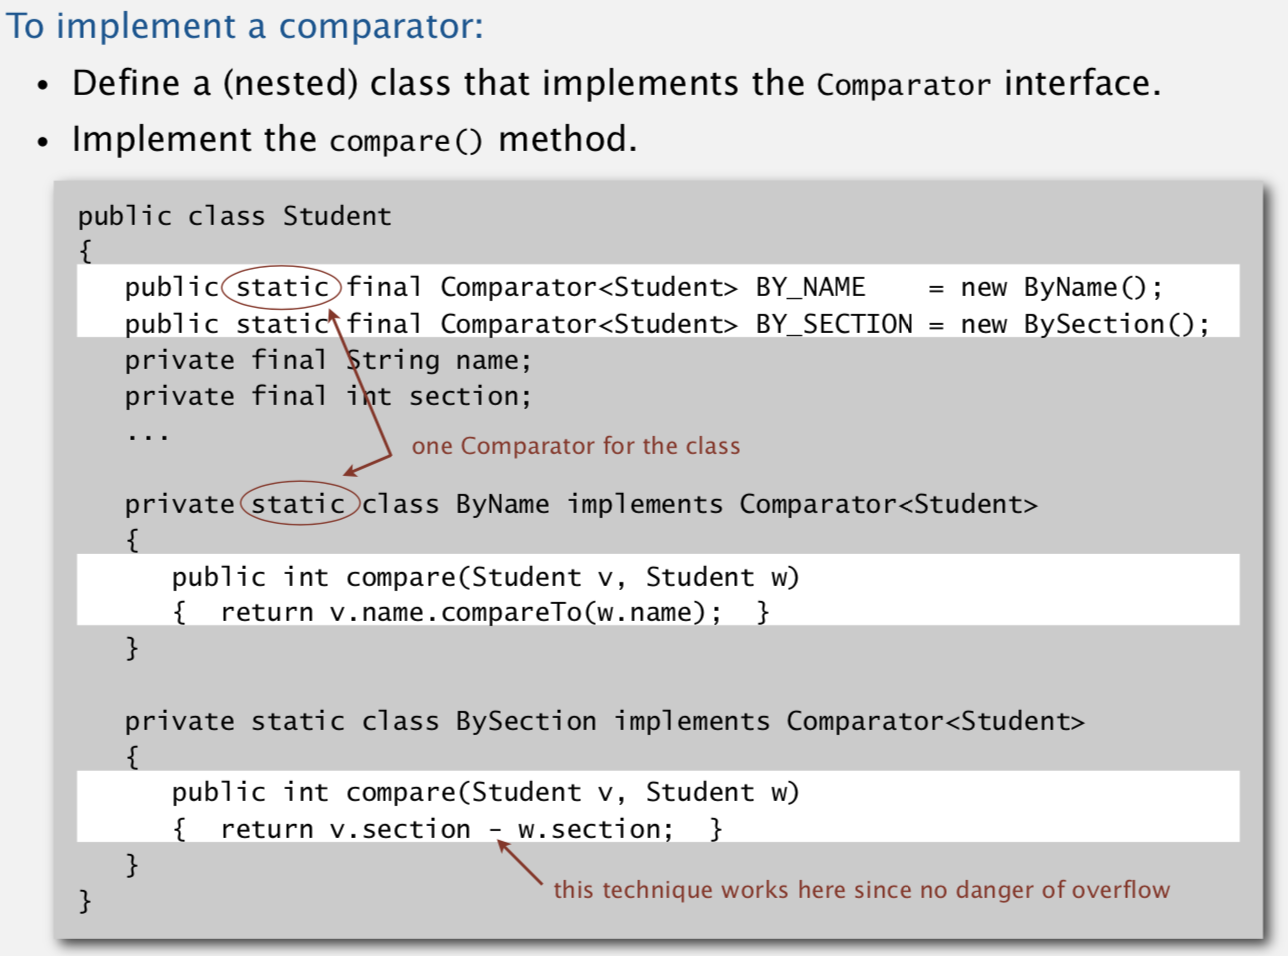 To implement a comparator:
• Define a (nested) class that implements the Comparator interface.
• Implement the compare() method.
public class Student
{
public static final Comparator<Student> BY_NAME = new ByName();
public static final Comparator<Student> BY_SECTION = new BySection();
private final String name;
private final int section;
...
one Comparator for the class
private static class ByName implements Comparator<Student>
{
public int compare(Student v, Student w)
{ return v.name.compareTo(w.name); }
}
private static class BySection implements Comparator<Student>
{
public int compare(Student v, Student w)
{ return v.section - w.section; }
}
this technique works here since no danger of overflow
}